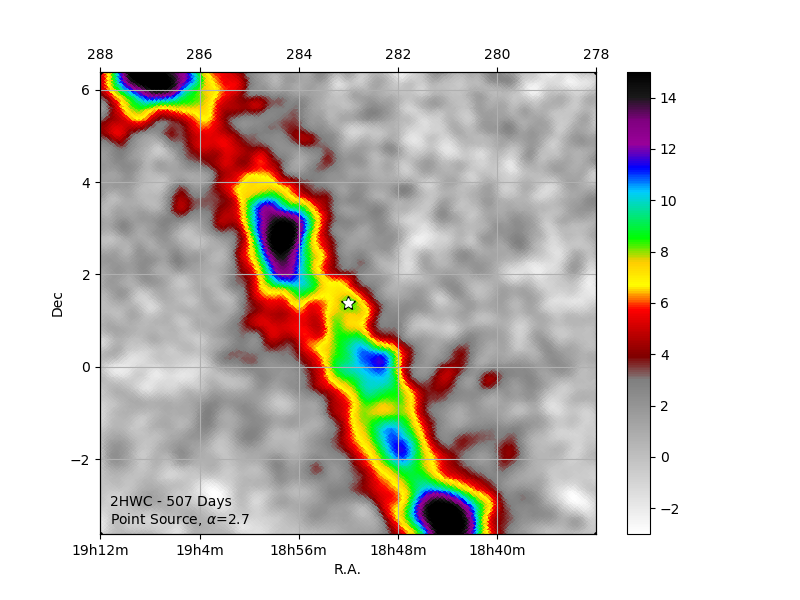 288 286 284 282 280 278
6
4
2
0
−2
Dec
2HWC - 507 Days
Point Source, α=2.7
19h12m 19h4m 18h56m 18h48m 18h40m
R.A.
14
12
10
8
6
4
2
0
−2